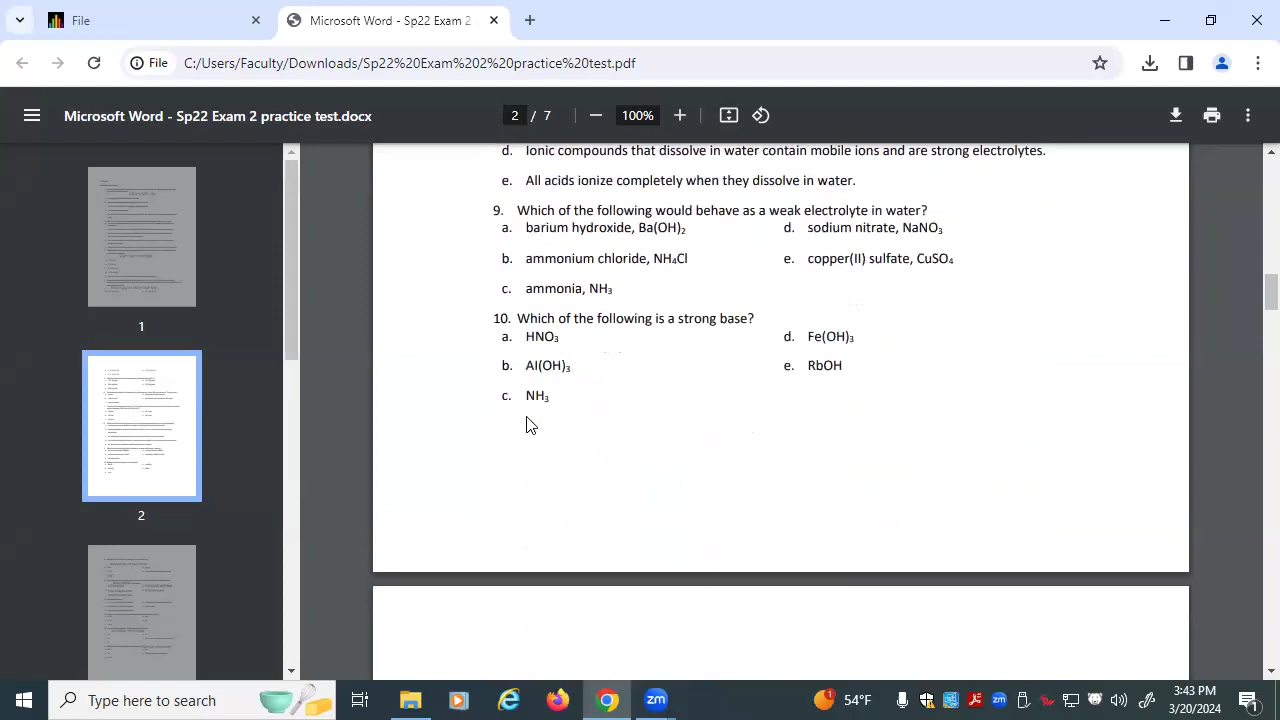 File
Microsoft Word - Sp22 Exam 2
File
C:/Users/Faculty/Downloads/Sp22%20Exam%202%20practice%20test.pdf
Microsoft Word - Sp22 Exam 2 practice test.docx
2 / 7
100%
d. Ionic compounds that dissolve in water contain mobile ions and are strong electrolytes.
e. All acids ionize completely when they dissolve in water.
9. Which of the following would behave as a weak electrolyte in water?
a. barium hydroxide, Ba(OH)₂
d. sodium nitrate, NaNO₃
b. ammonium chloride, NH₄Cl
e. copper(II) sulfate, CuSO₄
c. ammonia, NH₃
10. Which of the following is a strong base?
a. HNO₃
d. Fe(OH)₃
b. Al(OH)₃
e. RbOH
c. NH₃
1
2
Type here to search
1
54°F
zm
zm
3:43 PM
3/20/2024
1